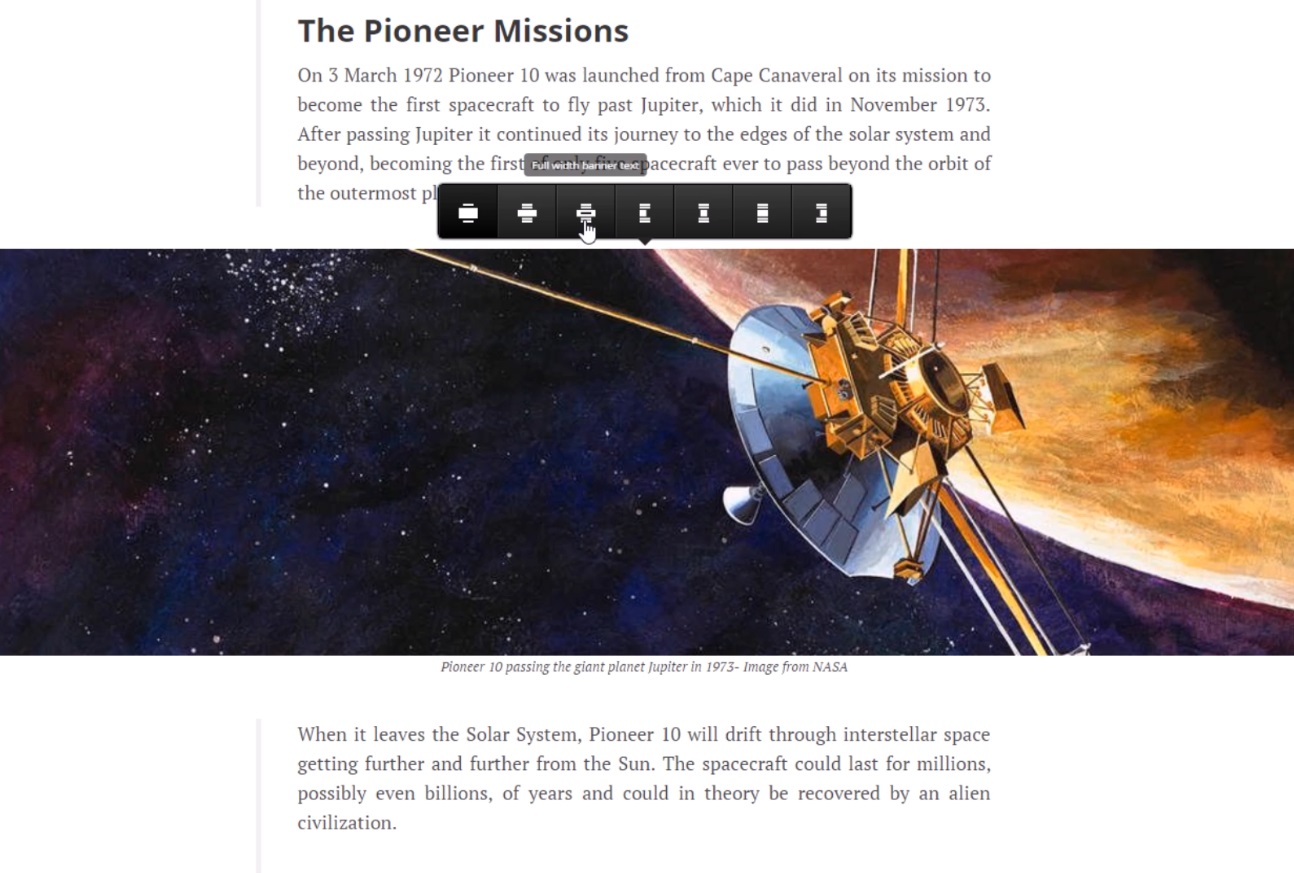 The Pioneer Missions
On 3 March 1972 Pioneer 10 was launched from Cape Canaveral on its mission to
become the first spacecraft to fly past Jupiter, which it did in November 1973.
After passing Jupiter it continued its journey to the edges of the solar system and
beyond, becoming the first of only five spacecraft ever to pass beyond the orbit of
Full width banner text
the outermost pl
Pioneer 10 passing the giant planet Jupiter in 1973- Image from NASA
When it leaves the Solar System, Pioneer 10 will drift through interstellar space
getting further and further from the Sun. The spacecraft could last for millions,
possibly even billions, of years and could in theory be recovered by an alien
civilization.